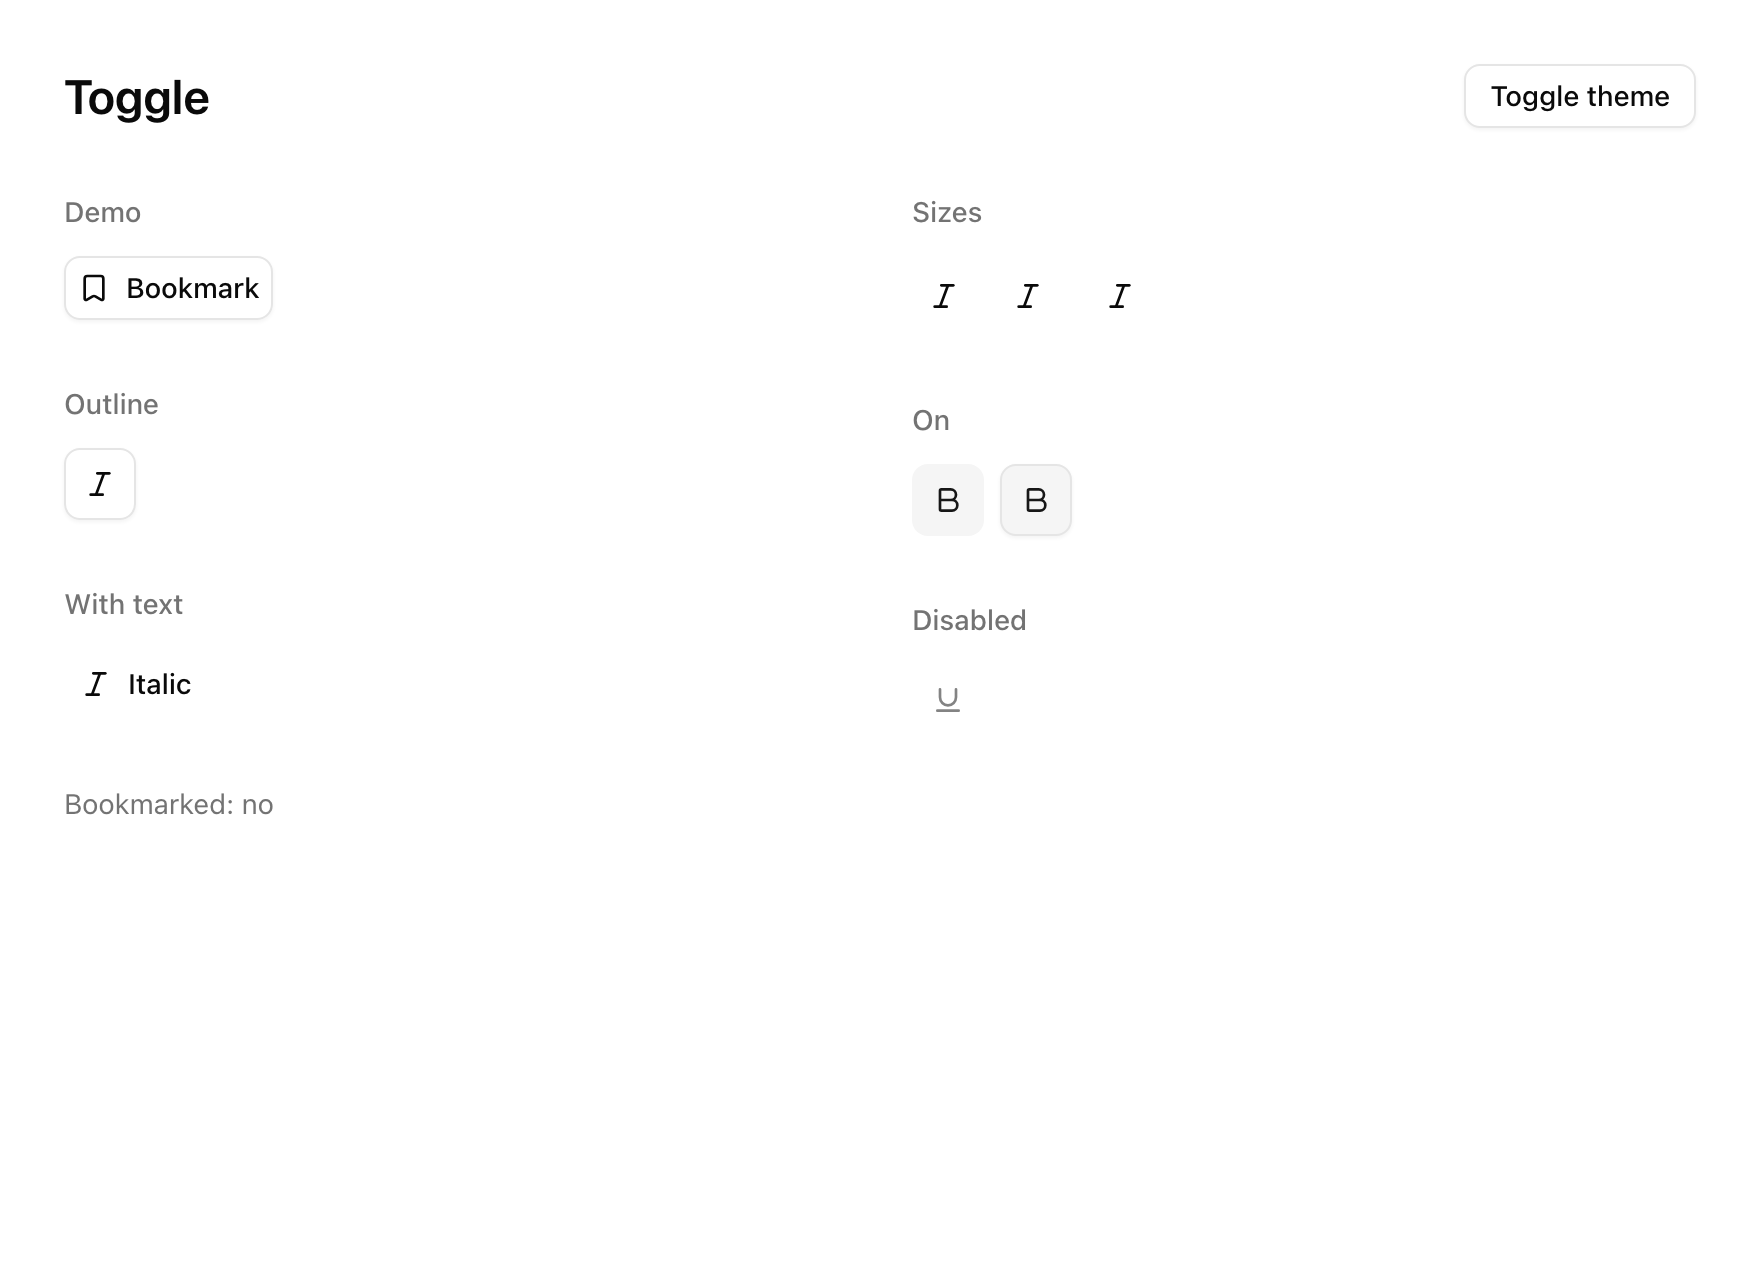 Toggle
Toggle theme
Demo
Bookmark
Outline
I
With text
I Italic
Bookmarked: no
Sizes
I I I
On
B B
Disabled
U